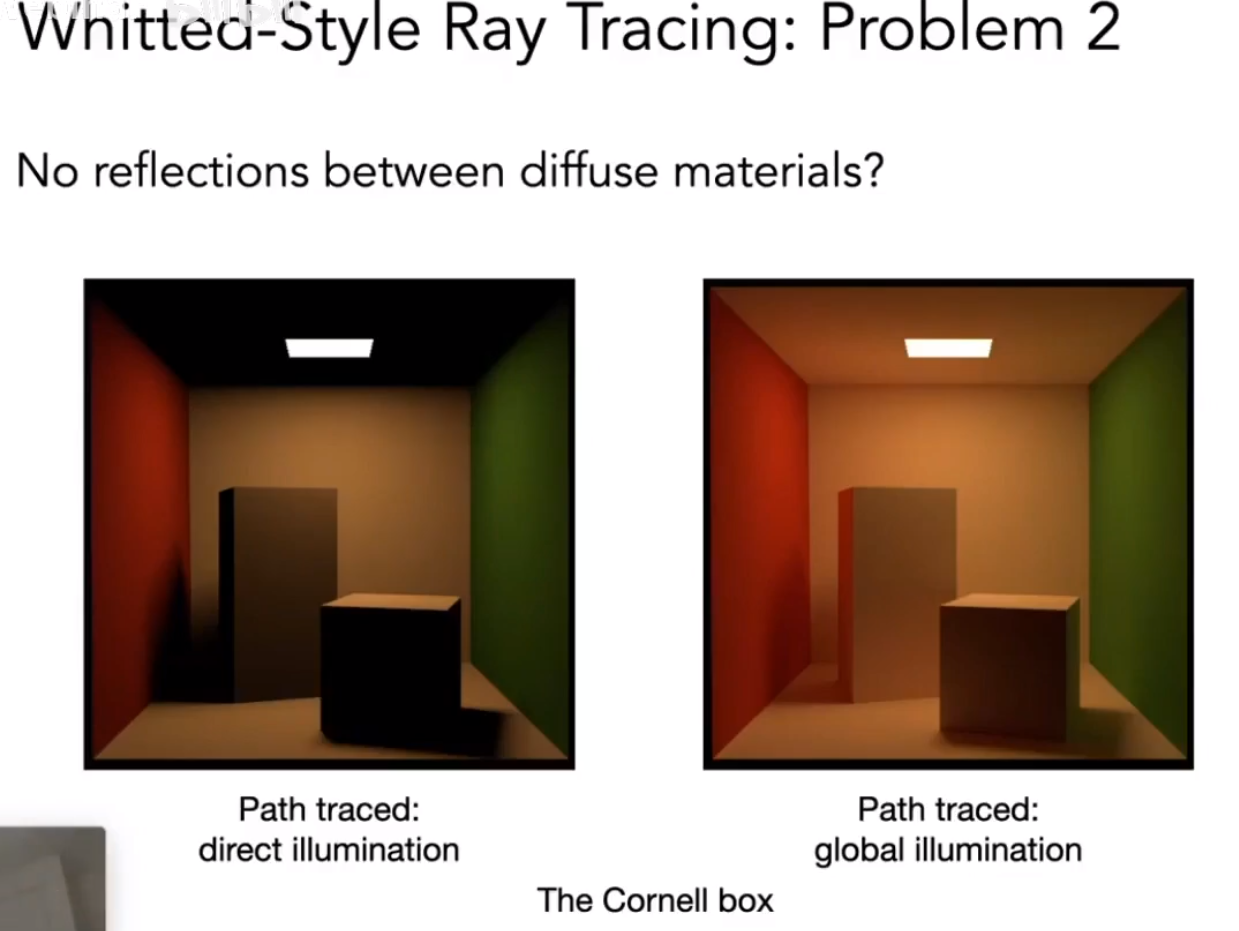 Whitted-Style Ray Tracing: Problem 2
No reflections between diffuse materials?
Path traced:
direct illumination
Path traced:
global illumination
The Cornell box